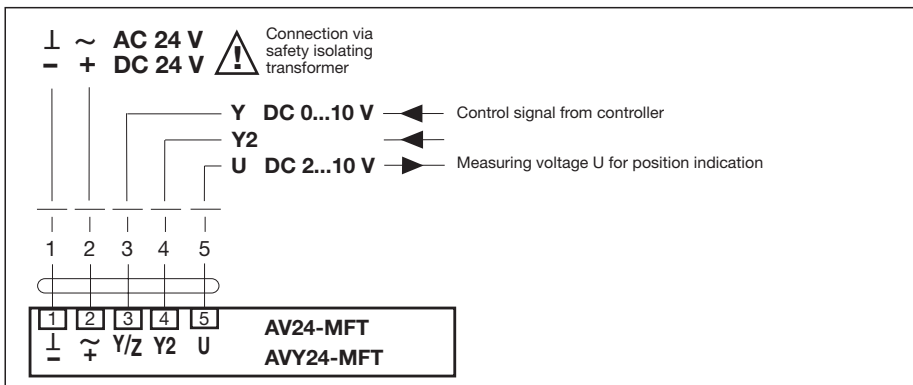 ⊥ ~ AC 24 V
– + DC 24 V
Connection via
safety isolating
transformer
Y DC 0...10 V Control signal from controller
Y2
U DC 2...10 V Measuring voltage U for position indication
1 2 3 4 5
1 2 3 4 5
⊥ ~ Y/Z Y2 U
– +
AV24-MFT
AVY24-MFT